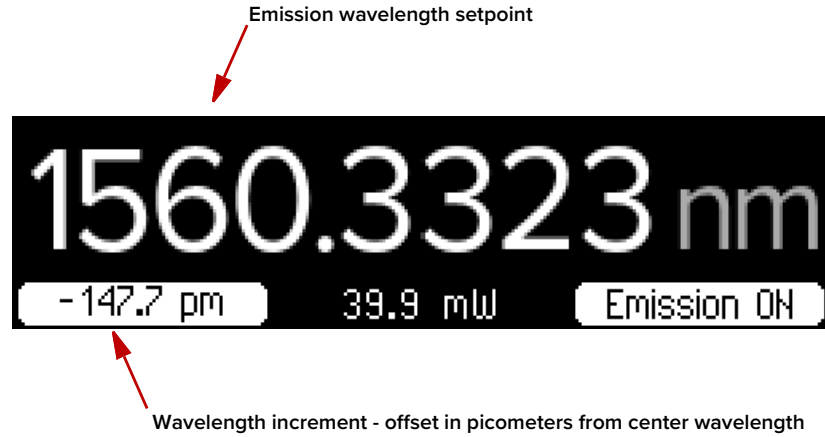 Emission wavelength setpoint
1560.3323 nm
-147.7 pm 39.9 mW Emission ON
Wavelength increment - offset in picometers from center wavelength